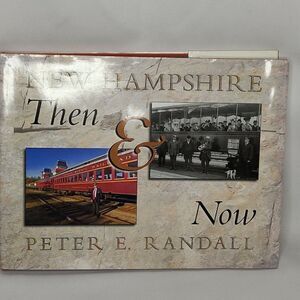 NEW HAMPSHIRE
Then
&
Now
PETER E. RANDALL